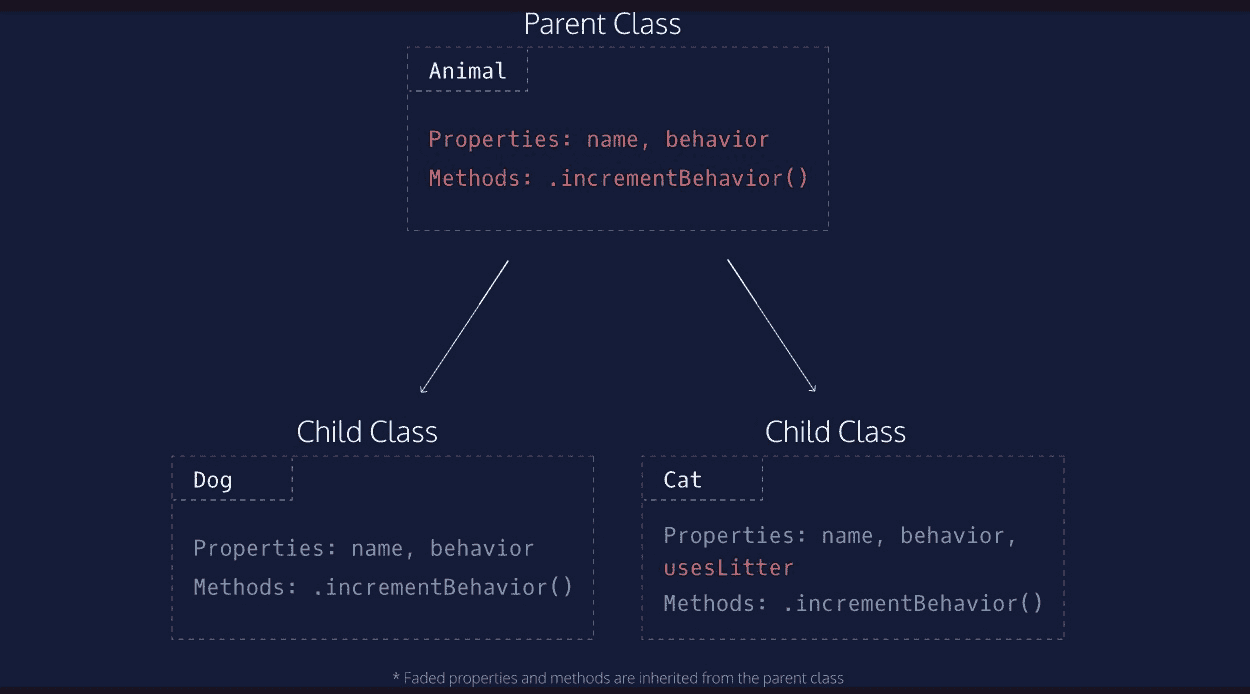 Parent Class
Animal
Properties: name, behavior
Methods: .incrementBehavior()
Child Class
Dog
Properties: name, behavior
Methods: .incrementBehavior()
Child Class
Cat
Properties: name, behavior,
usesLitter
Methods: .incrementBehavior()
* Faded properties and methods are inherited from the parent class